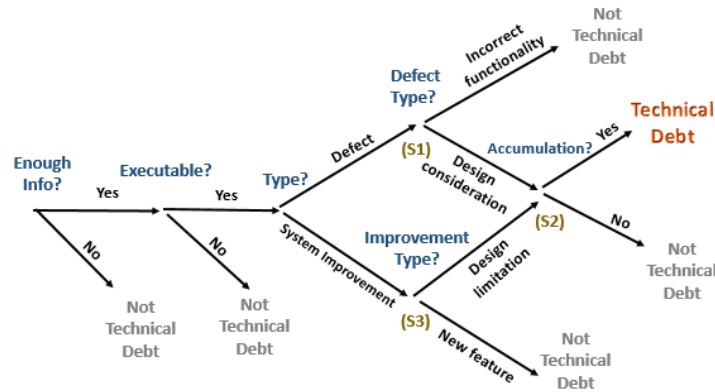 Enough
Info?
Yes
No
Not
Technical
Debt
Executable?
Yes
No
Not
Technical
Debt
Type?
Defect
System Improvement
Defect
Type?
(S1)
Incorrect
functionality
Not
Technical
Debt
Design
consideration
Improvement
Type?
(S3)
Design
limitation
New feature
Not
Technical
Debt
Accumulation?
(S2)
Yes
Technical
Debt
No
Not
Technical
Debt